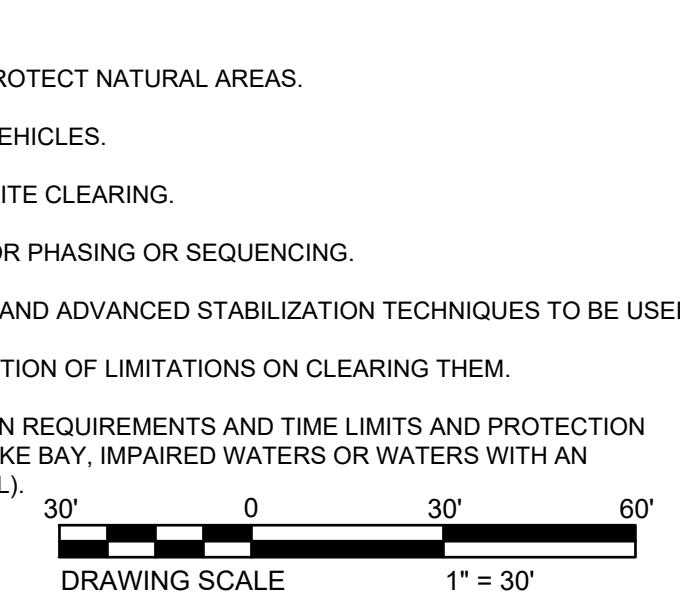 ROTECT NATURAL AREAS.
EHICLES.
ITE CLEARING.
OR PHASING OR SEQUENCING.
AND ADVANCED STABILIZATION TECHNIQUES TO BE USED
TION OF LIMITATIONS ON CLEARING THEM.
N REQUIREMENTS AND TIME LIMITS AND PROTECTION
KE BAY, IMPAIRED WATERS OR WATERS WITH AN
L).
30' 0 30' 60'
DRAWING SCALE 1" = 30'